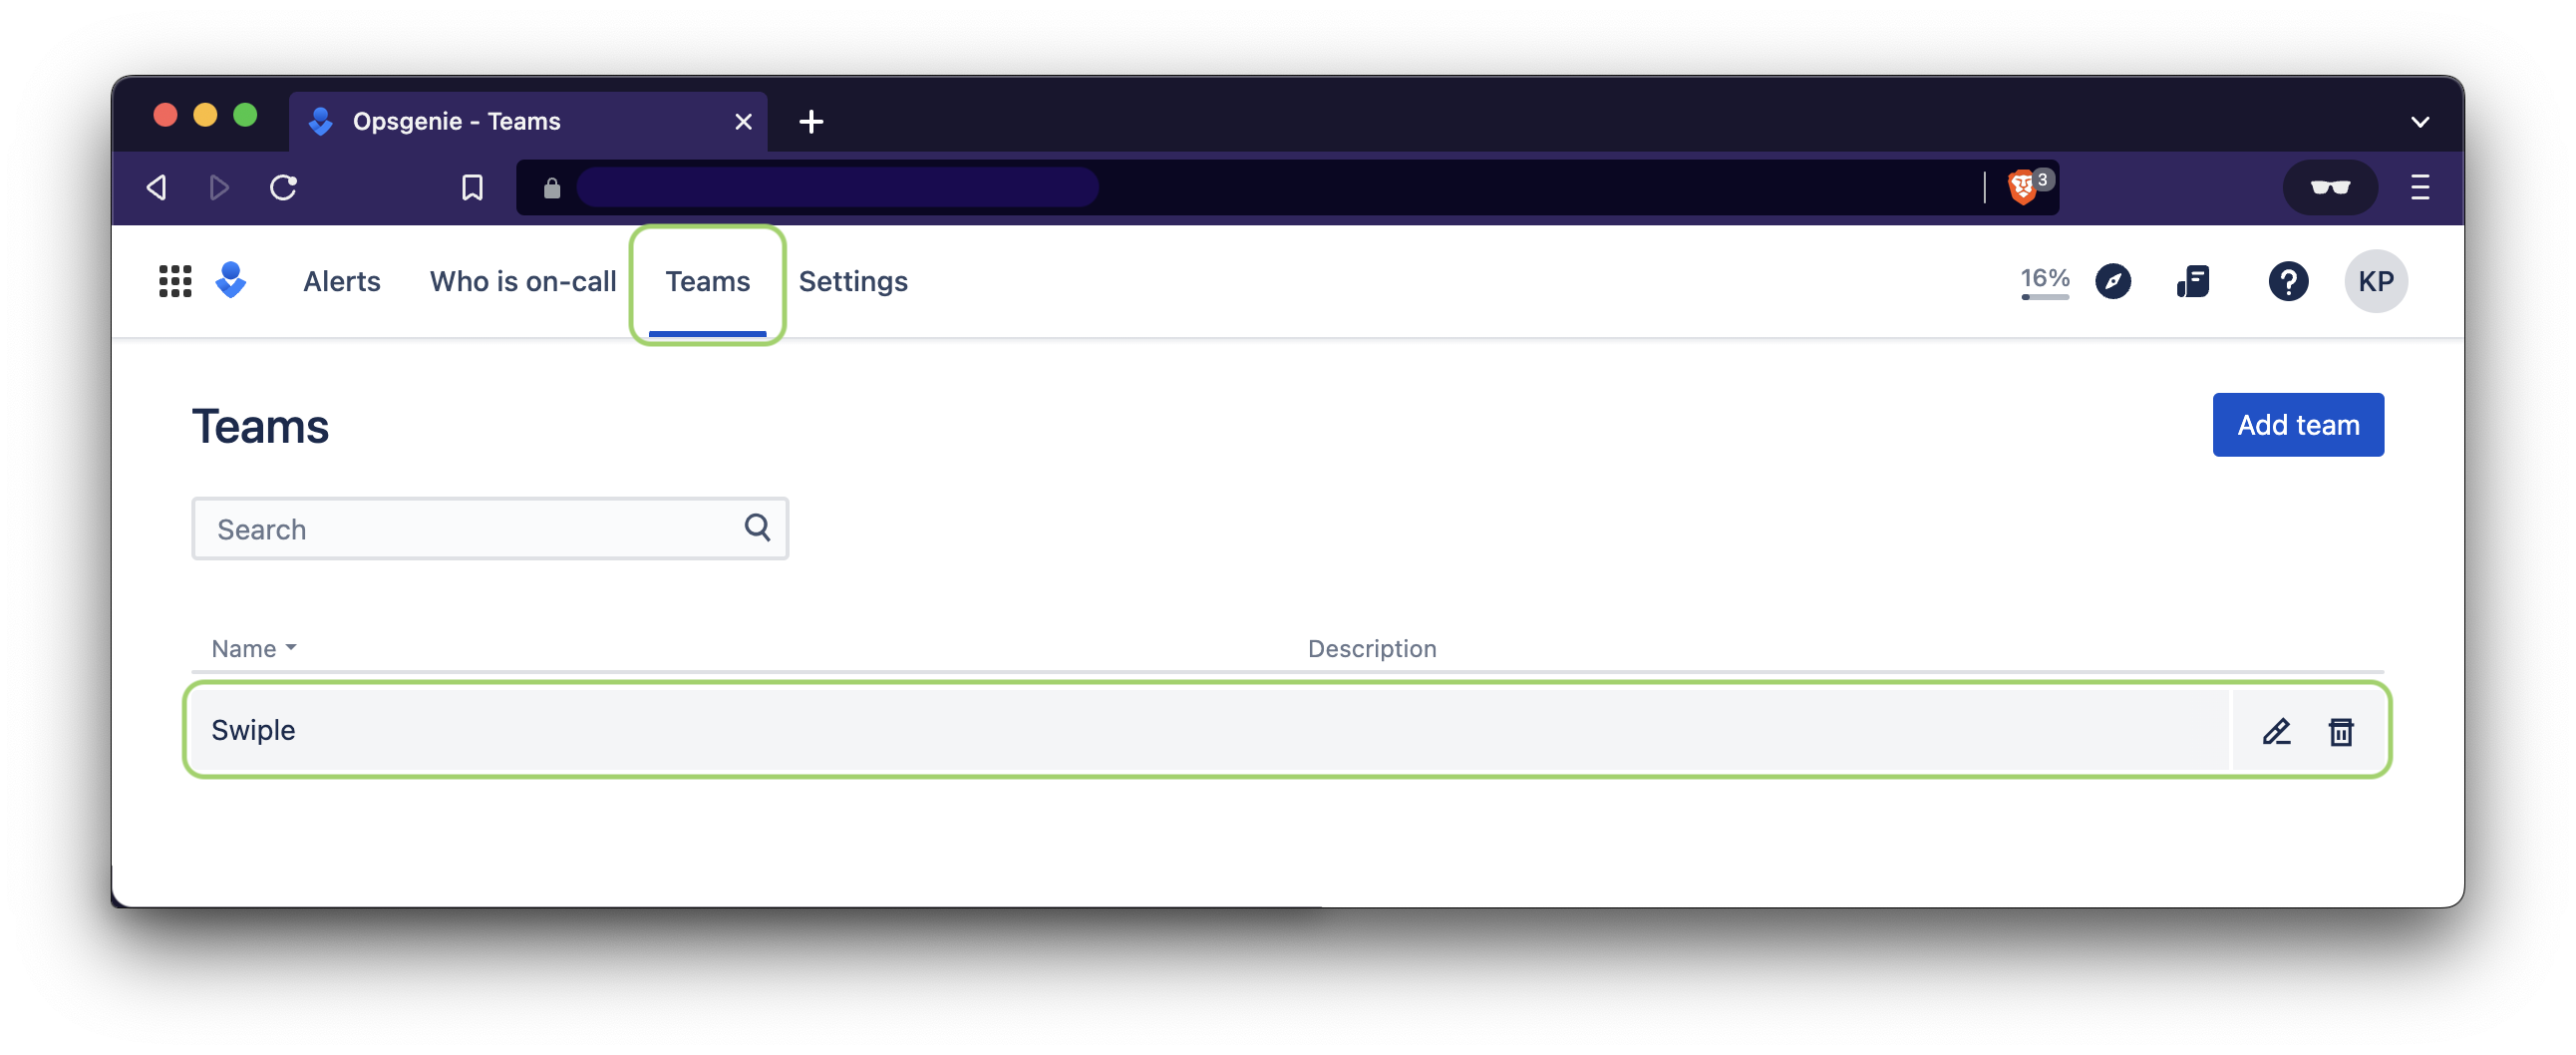 Opsgenie - Teams
3
Alerts Who is on-call Teams Settings 16% KP
Teams Add team
Search
Name Description
Swiple